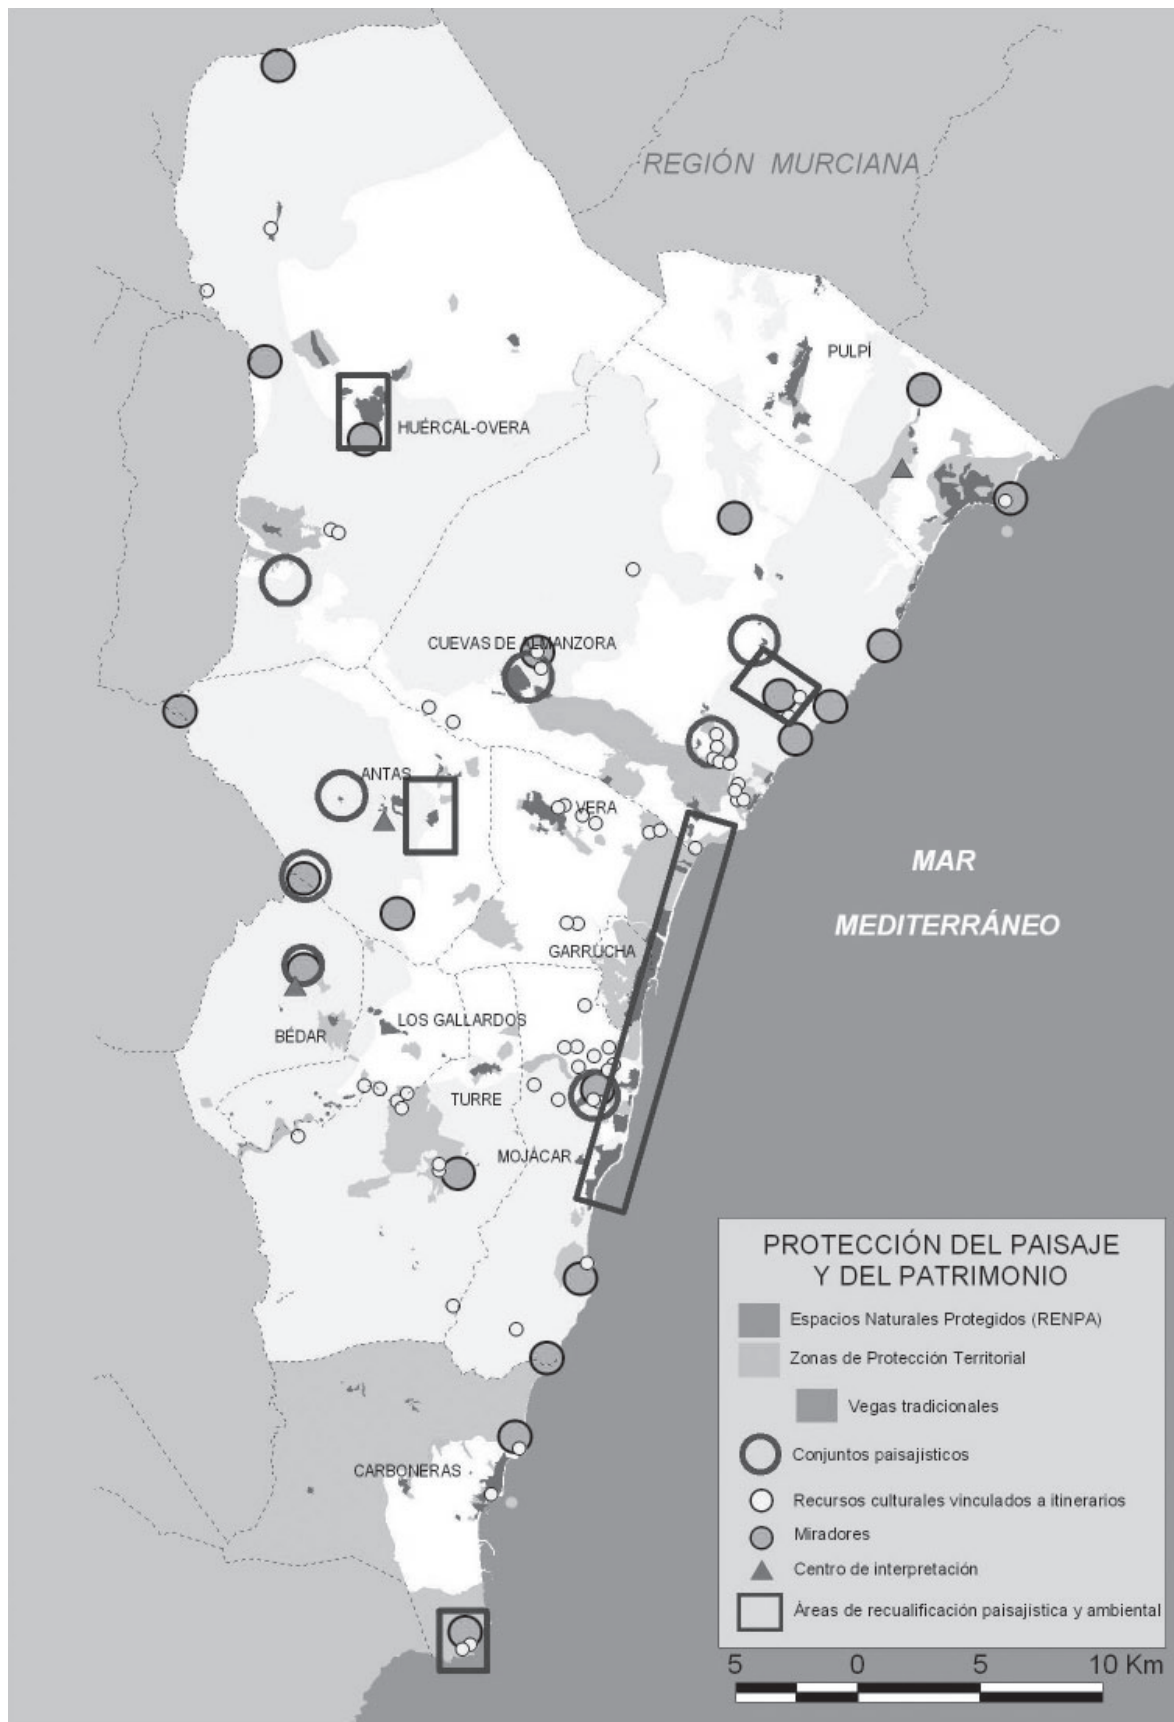 REGIÓN MURCIANA
PULPÍ
HUÉRCAL-OVERA
CUEVAS DE ALMANZORA
ANTAS
VERA
MAR
MEDITERRÁNEO
GARRUCHA
LOS GALLARDOS
BÉDAR
TURRE
MOJÁCAR
CARBONERAS
PROTECCIÓN DEL PAISAJE
Y DEL PATRIMONIO
Espacios Naturales Protegidos (RENPA)
Zonas de Protección Territorial
Vegas tradicionales
Conjuntos paisajísticos
Recursos culturales vinculados a itinerarios
Miradores
Centro de interpretación
Áreas de recualificación paisajistica y ambiental
5 0 5 10 Km